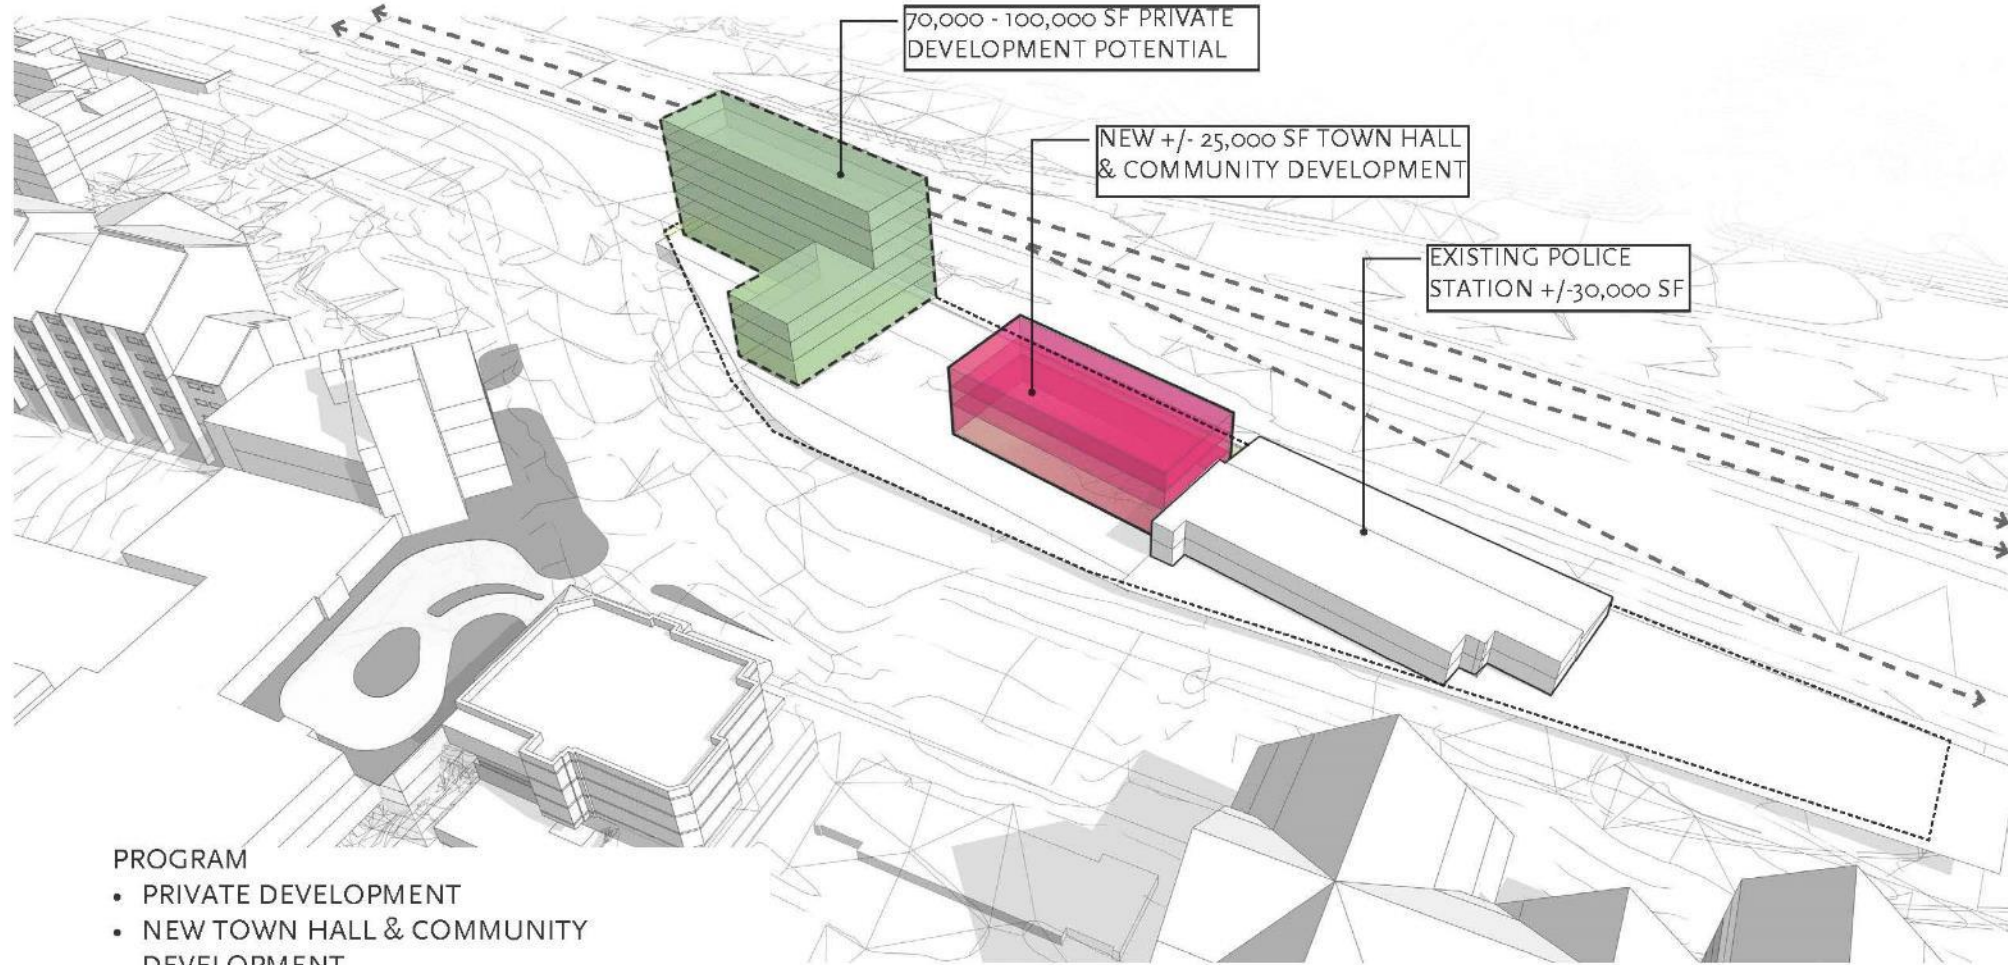 70,000 - 100,000 SF PRIVATE
DEVELOPMENT POTENTIAL
NEW +/- 25,000 SF TOWN HALL
& COMMUNITY DEVELOPMENT
EXISTING POLICE
STATION +/-30,000 SF
PROGRAM
• PRIVATE DEVELOPMENT
• NEW TOWN HALL & COMMUNITY
DEVELOPMENT